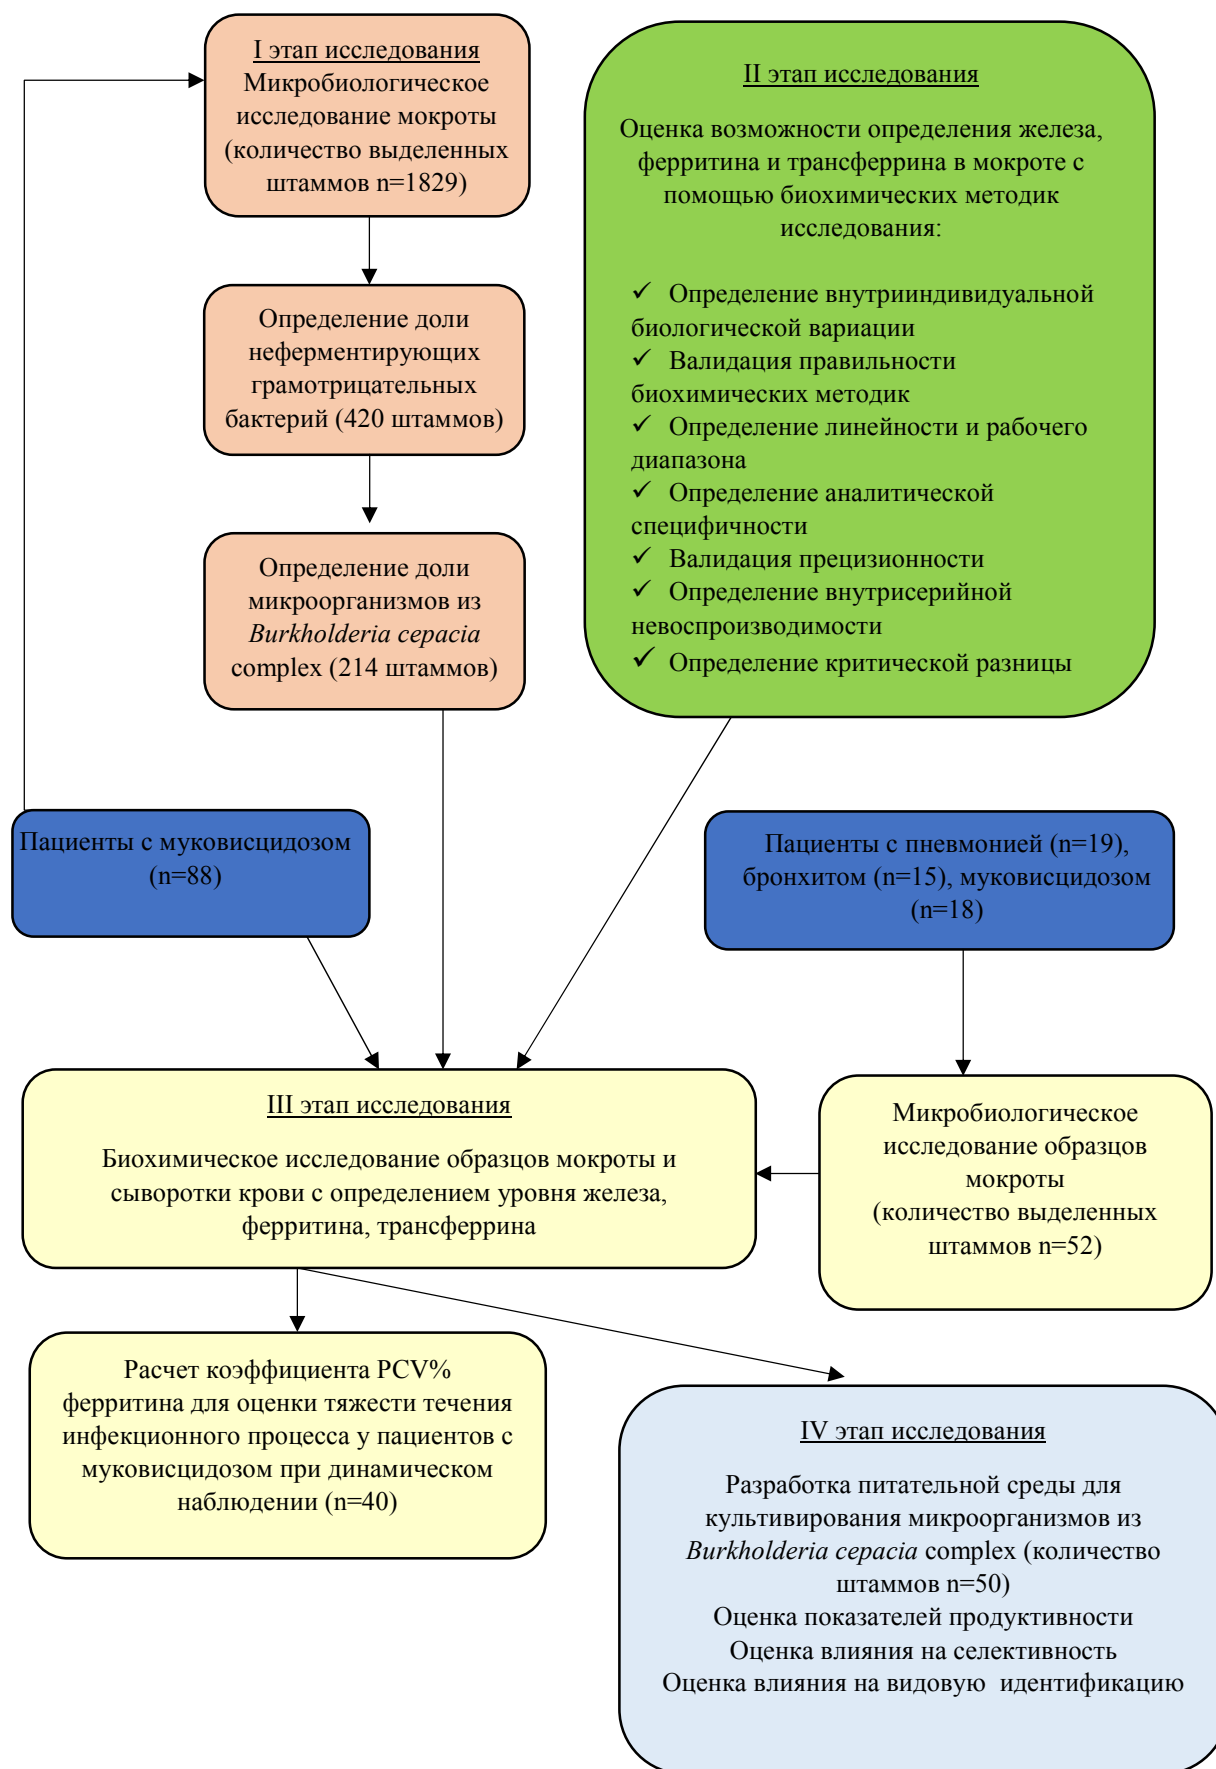 I этап исследования
Микробиологическое
исследование мокроты
(количество выделенных
штаммов n=1829)
Определение доли
неферментирующих
грамотрицательных
бактерий (420 штаммов)
Определение доли
микроорганизмов из
Burkholderia cepacia
complex (214 штаммов)
II этап исследования
Оценка возможности определения железа,
ферритина и трансферрина в мокроте с
помощью биохимических методик
исследования:
✓ Определение внутрииндивидуальной
биологической вариации
✓ Валидация правильности
биохимических методик
✓ Определение линейности и рабочего
диапазона
✓ Определение аналитической
специфичности
✓ Валидация прецизионности
✓ Определение внутрисерийной
невоспроизводимости
✓ Определение критической разницы
Пациенты с муковисцидозом
(n=88)
Пациенты с пневмонией (n=19),
бронхитом (n=15), муковисцидозом
(n=18)
III этап исследования
Биохимическое исследование образцов мокроты и
сыворотки крови с определением уровня железа,
ферритина, трансферрина
Микробиологическое
исследование образцов
мокроты
(количество выделенных
штаммов n=52)
Расчет коэффициента PCV%
ферритина для оценки тяжести течения
инфекционного процесса у пациентов с
муковисцидозом при динамическом
наблюдении (n=40)
IV этап исследования
Разработка питательной среды для
культивирования микроорганизмов из
Burkholderia cepacia complex (количество
штаммов n=50)
Оценка показателей продуктивности
Оценка влияния на селективность
Оценка влияния на видовую идентификацию